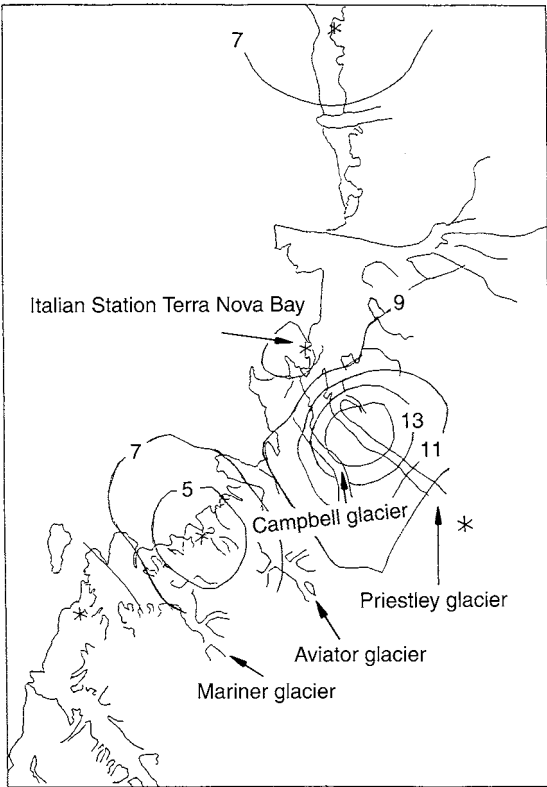 7
Italian Station Terra Nova Bay
9
13
11
7
5
Campbell glacier
Priestley glacier
Aviator glacier
Mariner glacier